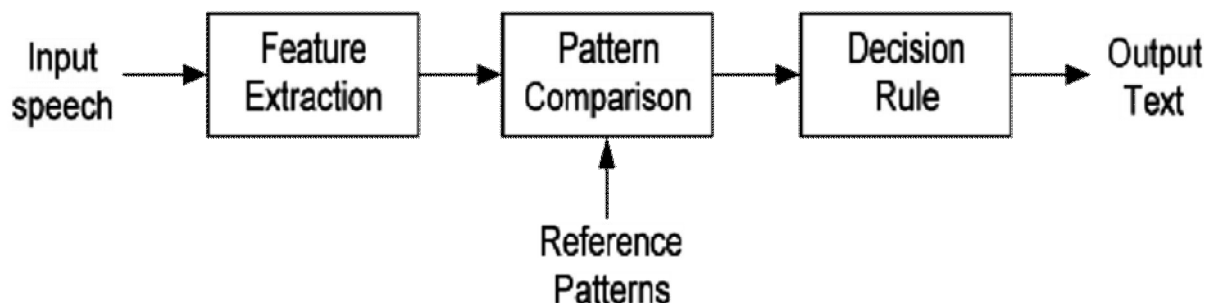 Input
speech
Feature
Extraction
Pattern
Comparison
Decision
Rule
Output
Text
Reference
Patterns